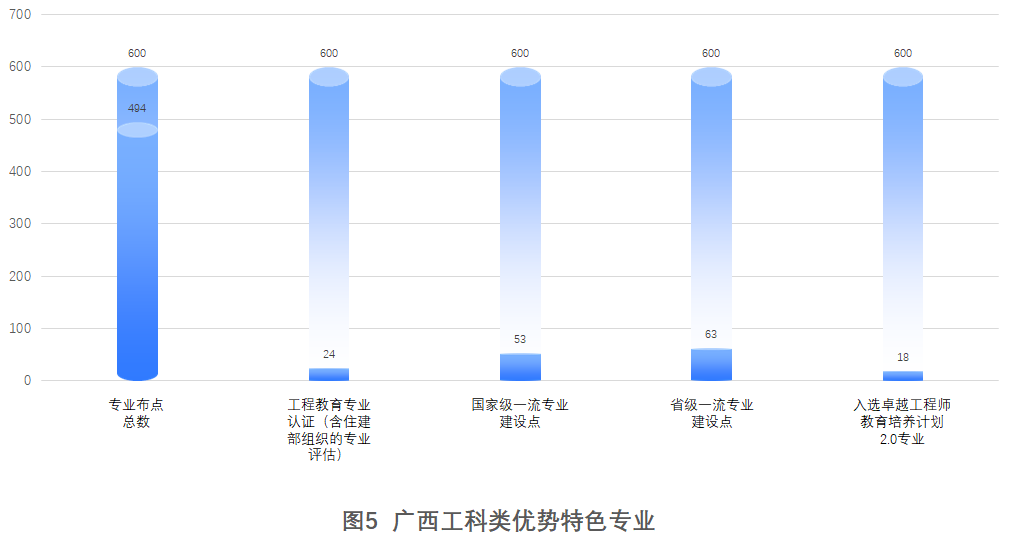 700
600
500
400
300
200
100
0
600 600 600 600 600
494
24
53
63
18
专业布点
总数
工程教育专业
认证（含住建
部组织的专业
评估）
国家级一流专业
建设点
省级一流专业
建设点
入选卓越工程师
教育培养计划
2.0专业
图5 广西工科类优势特色专业